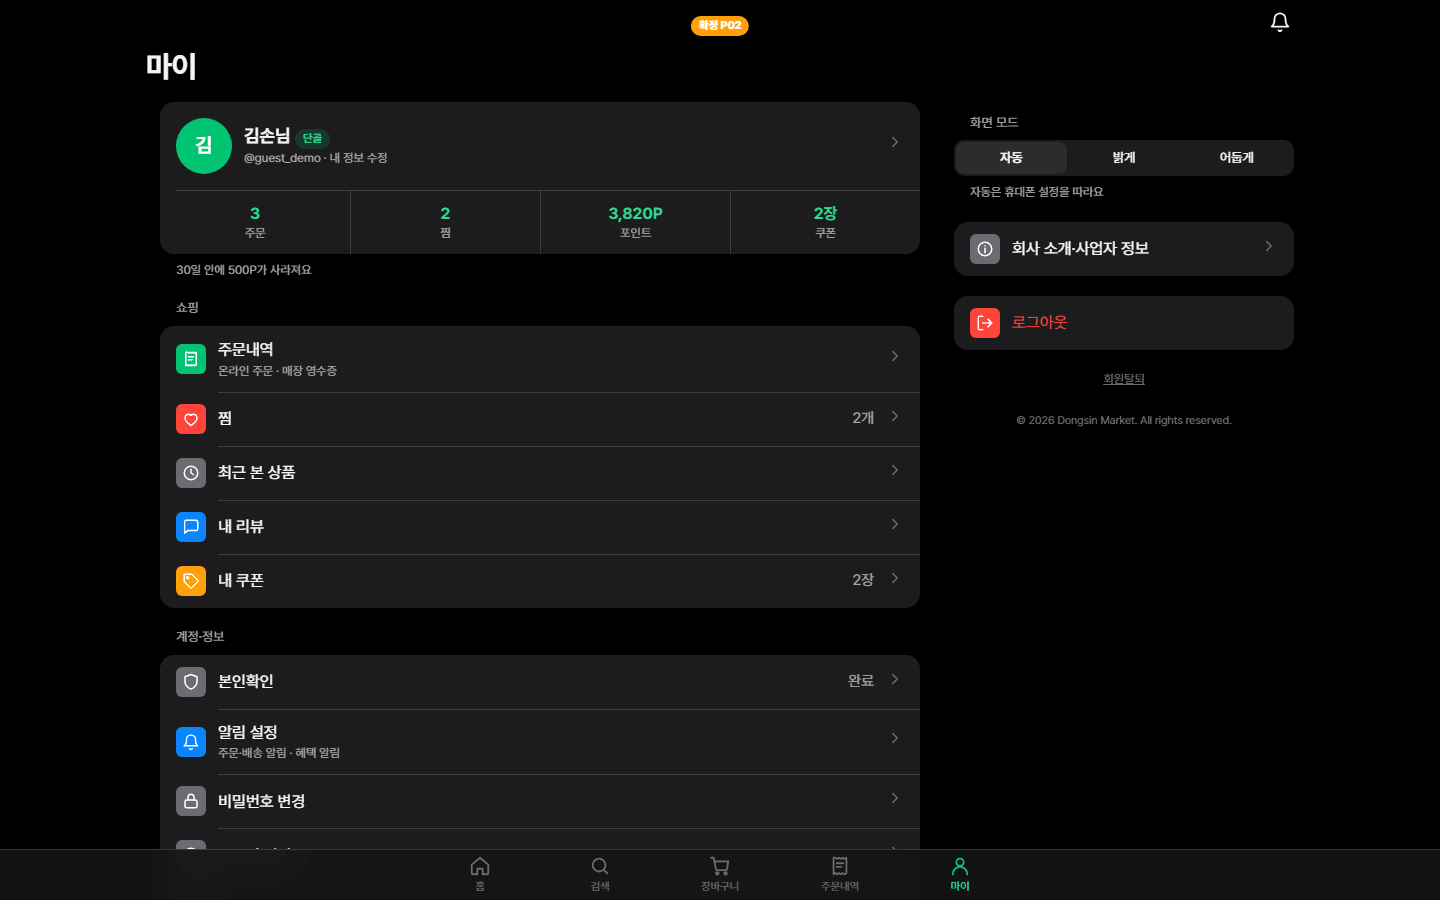 확정 P02
마이
김
김손님 단골
@guest_demo · 내 정보 수정
3
주문
2
찜
3,820P
포인트
2장
쿠폰
30일 안에 500P가 사라져요
쇼핑
주문내역
온라인 주문 · 매장 영수증
찜 2개
최근 본 상품
내 리뷰
내 쿠폰 2장
계정·정보
본인확인 완료
알림 설정
주문·배송 알림 · 혜택 알림
비밀번호 변경
화면 모드
자동 밝게 어둡게
자동은 휴대폰 설정을 따라요
회사 소개·사업자 정보
로그아웃
회원탈퇴
© 2026 Dongsin Market. All rights reserved.
홈 검색 장바구니 주문내역 마이